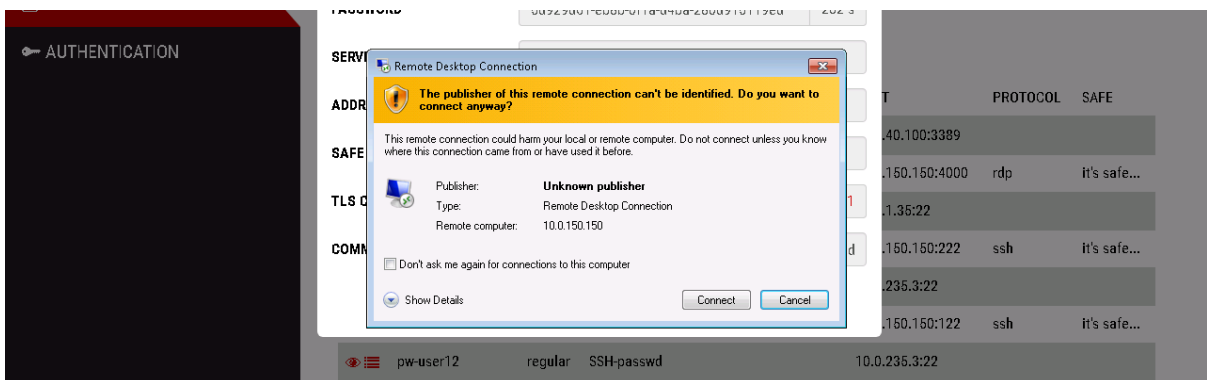 PASSWORD
202 s
AUTHENTICATION
SERVI
Remote Desktop Connection
The publisher of this remote connection can't be identified. Do you want to
connect anyway?
ADDR
T PROTOCOL SAFE
.40.100:3389
This remote connection could harm your local or remote computer. Do not connect unless you know
where this connection came from or have used it before.
SAFE
.150.150:4000 rdp it's safe...
Publisher: Unknown publisher
Type: Remote Desktop Connection
Remote computer: 10.0.150.150
TLS C
1
.1.35:22
COMM
d
.150.150:222 ssh it's safe...
Don't ask me again for connections to this computer
.235.3:22
Show Details Connect Cancel
.150.150:122 ssh it's safe...
pw-user12 regular SSH-passwd 10.0.235.3:22